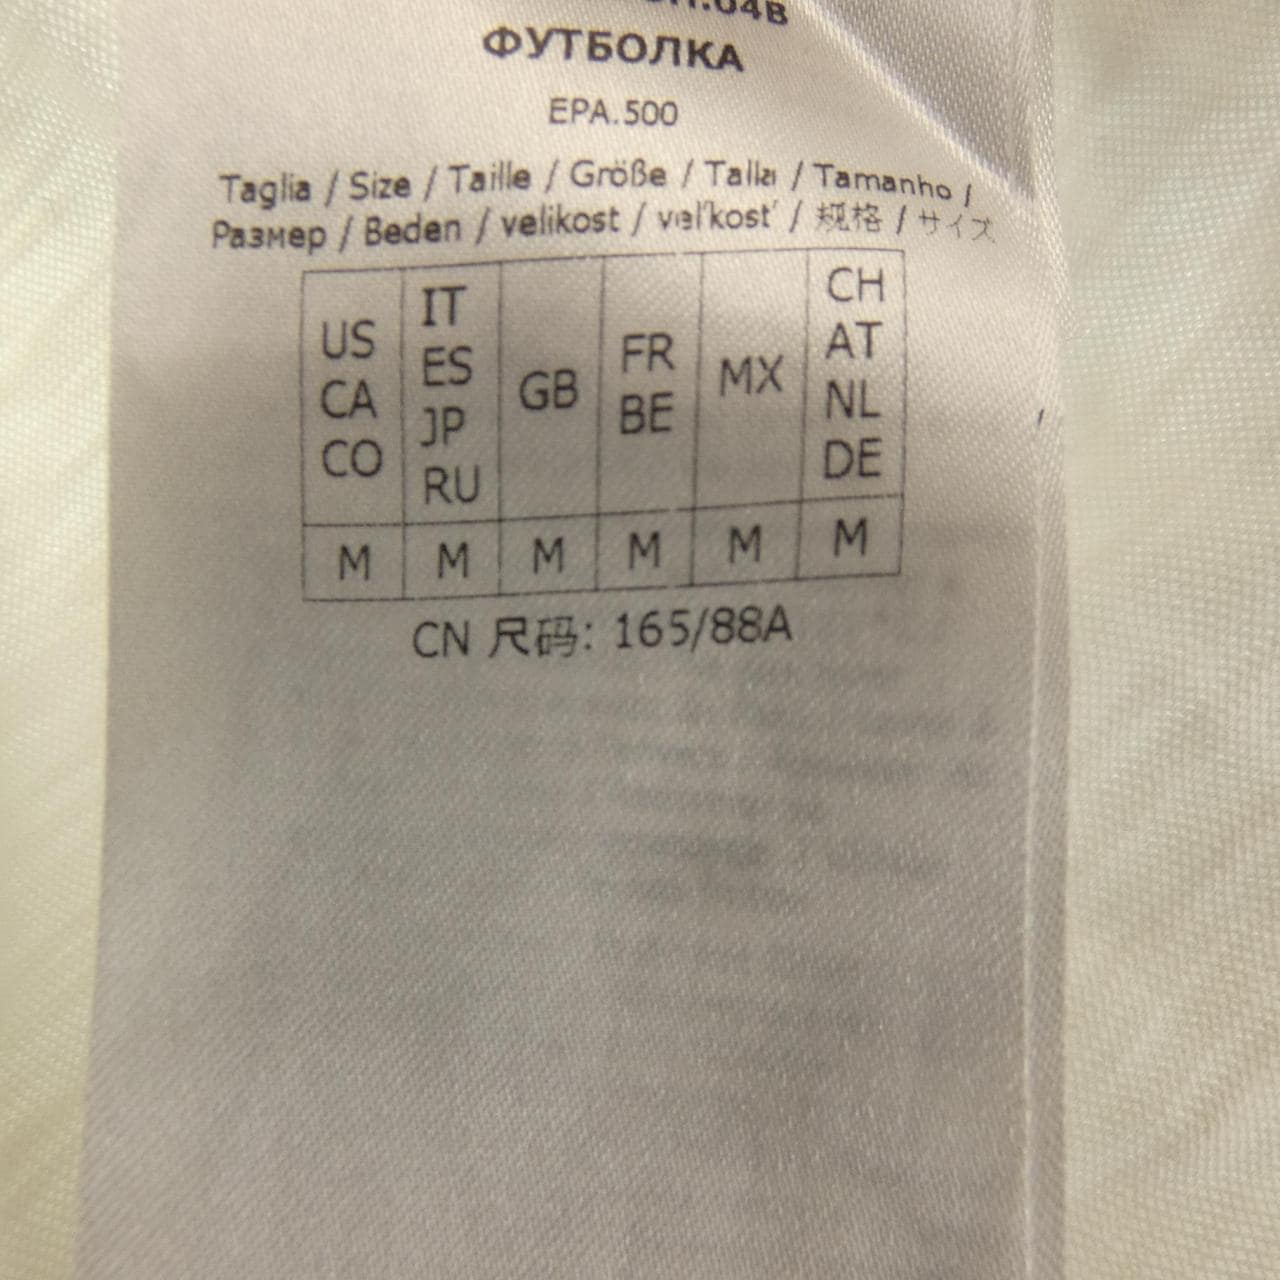 04B
ФУТБОЛКА
EPA.500
Taglia / Size / Taille / Größe / Talla / Tamanho /
Размер / Beden / velikost / veľkosť / 规格 / サイズ
US CA CO
IT ES JP RU
GB
FR BE
MX
CH AT NL DE
M M M M M M
CN 尺码: 165/88A